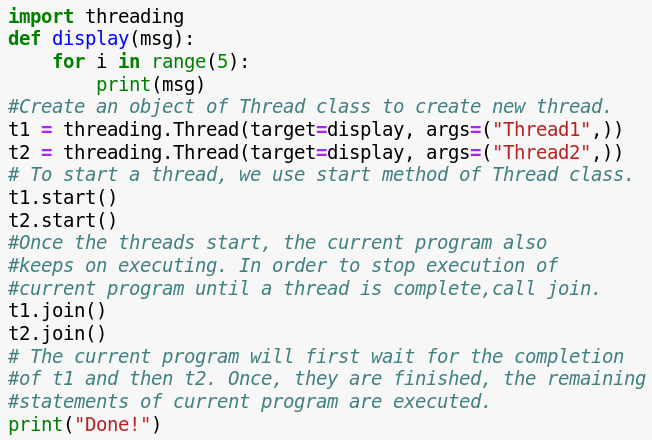 import threading
def display(msg):
    for i in range(5):
        print(msg)
#Create an object of Thread class to create new thread.
t1 = threading.Thread(target=display, args=("Thread1",))
t2 = threading.Thread(target=display, args=("Thread2",))
# To start a thread, we use start method of Thread class.
t1.start()
t2.start()
#Once the threads start, the current program also
#keeps on executing. In order to stop execution of
#current program until a thread is complete,call join.
t1.join()
t2.join()
# The current program will first wait for the completion
#of t1 and then t2. Once, they are finished, the remaining
#statements of current program are executed.
print("Done!")